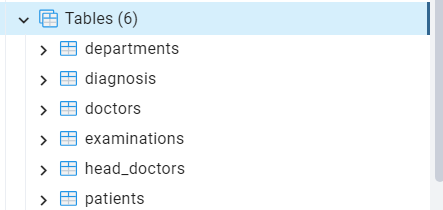 Tables (6)
departments
diagnosis
doctors
examinations
head_doctors
patients